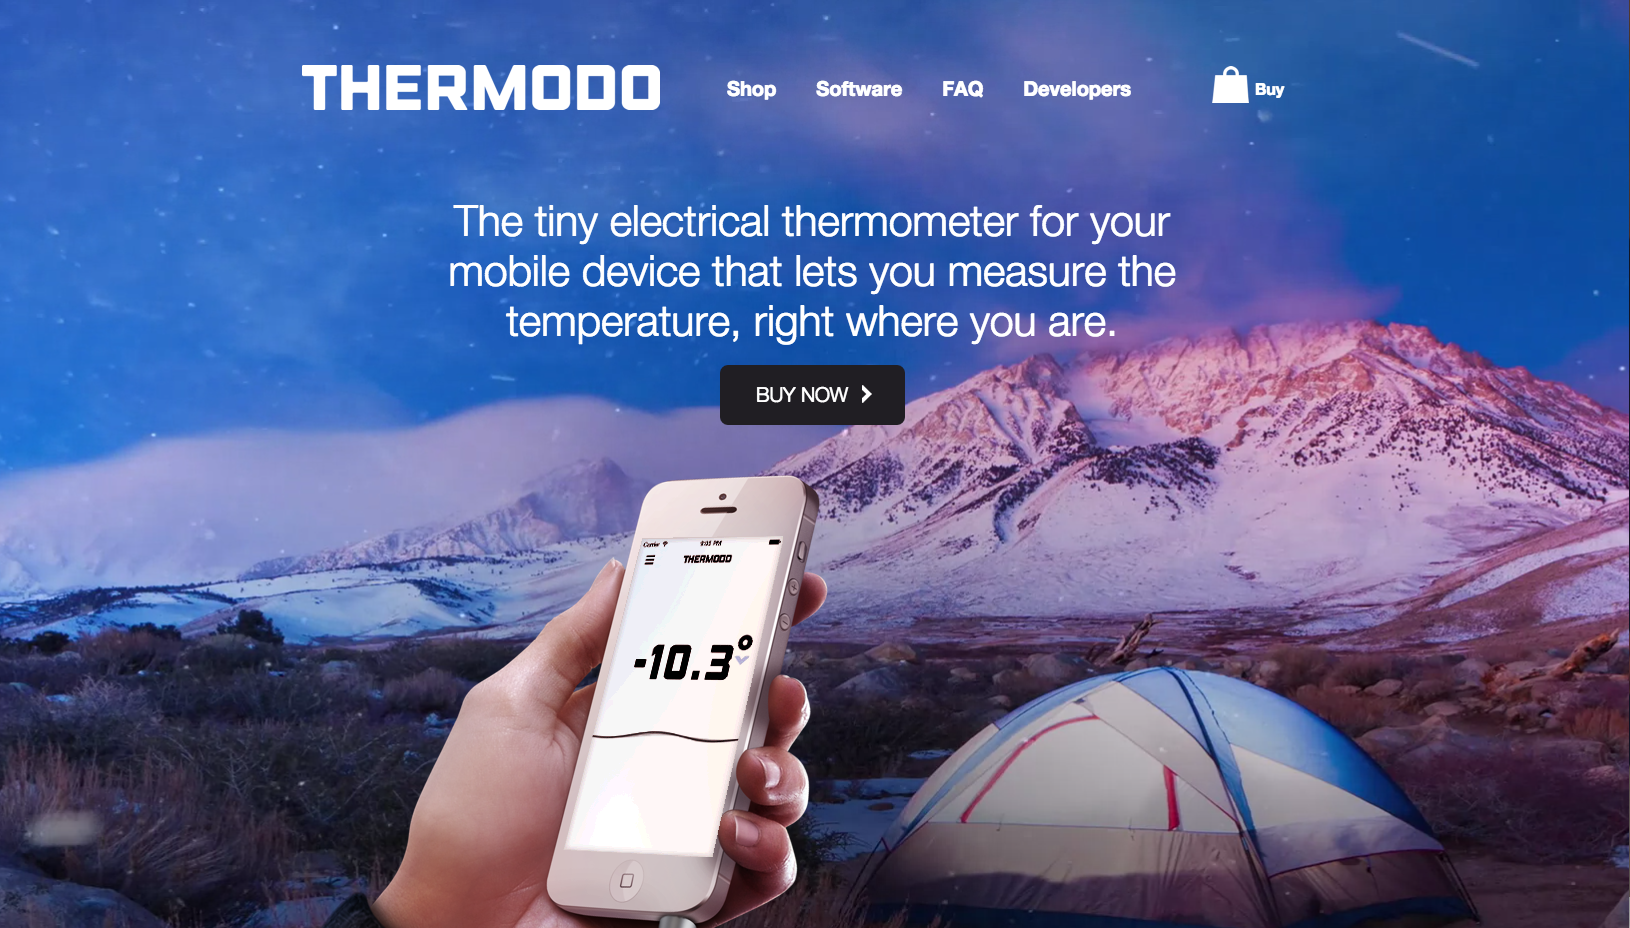 THERMODO
Shop
Software
FAQ
Developers
Buy
The tiny electrical thermometer for your
mobile device that lets you measure the
temperature, right where you are.
BUY NOW
Carrier
9:03 PM
THERMODO
-10.3°